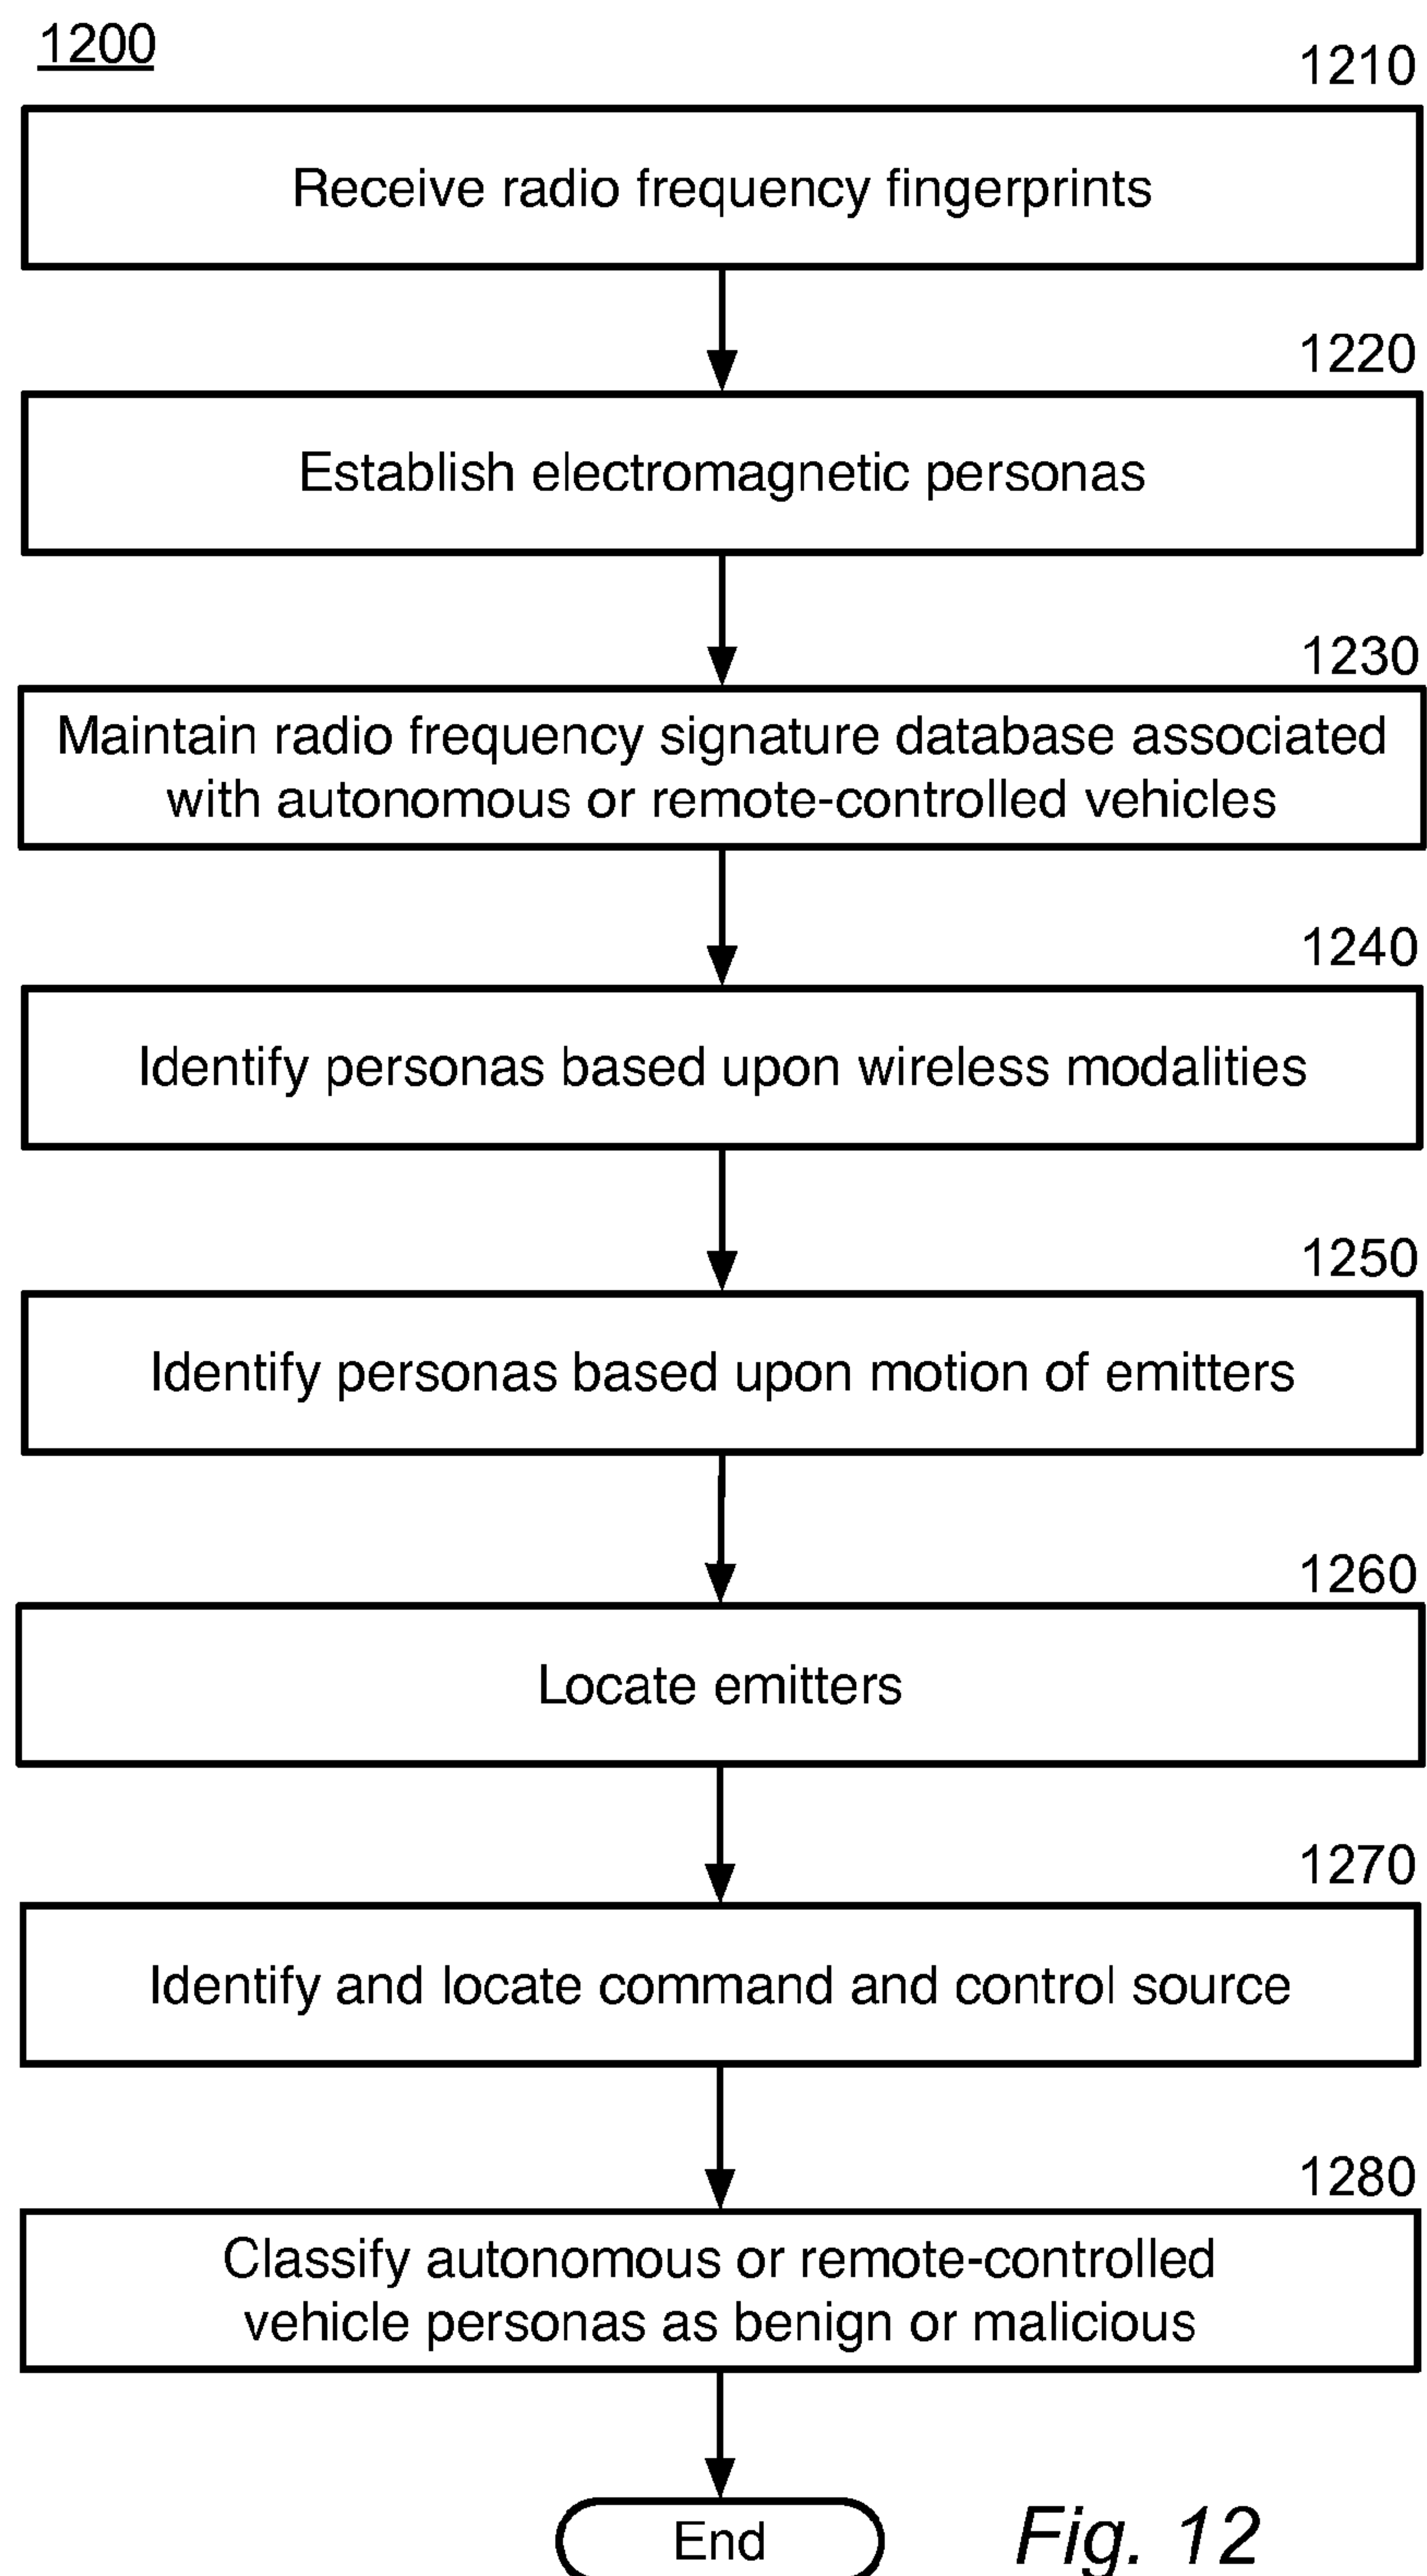 1200
1210
Receive radio frequency fingerprints
1220
Establish electromagnetic personas
1230
Maintain radio frequency signature database associated
with autonomous or remote-controlled vehicles
1240
Identify personas based upon wireless modalities
1250
Identify personas based upon motion of emitters
1260
Locate emitters
1270
Identify and locate command and control source
1280
Classify autonomous or remote-controlled
vehicle personas as benign or malicious
End
Fig. 12